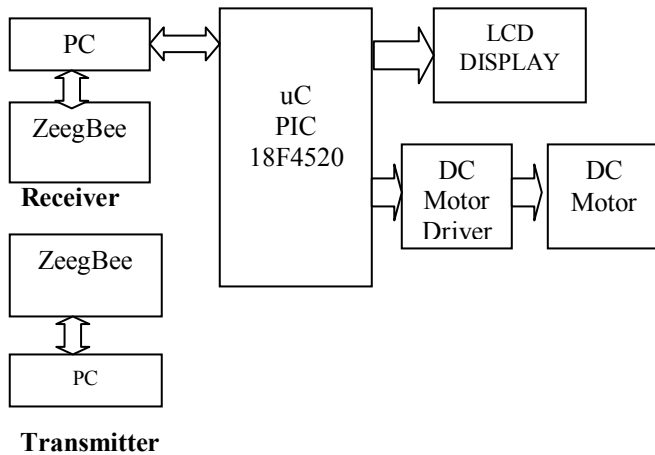 PC
ZeegBee
Receiver
ZeegBee
PC
Transmitter
uC
PIC
18F4520
LCD
DISPLAY
DC
Motor
Driver
DC
Motor